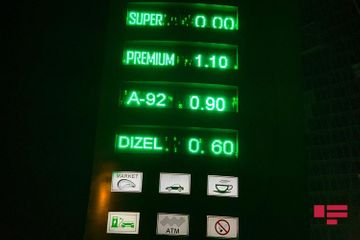 SUPER 0.00
PREMIUM 1.10
A-92 0.90
DIZEL 0.60
MARKET
ATM